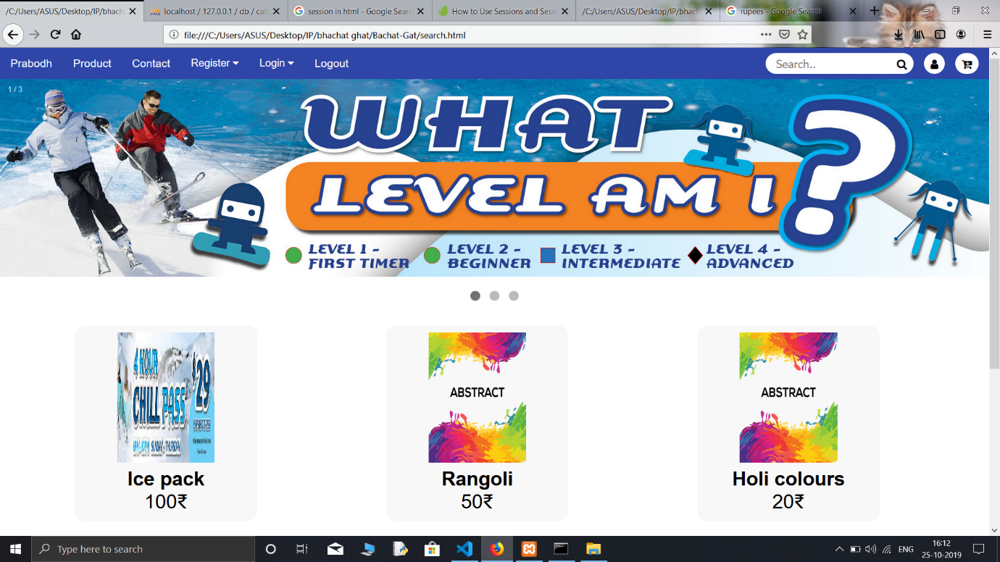 /C:/Users/ASUS/Desktop/IP/bhach
localhost / 127.0.0.1 / db / cate
session in html - Google Search
How to Use Sessions and Sessi
/C:/Users/ASUS/Desktop/IP/bhach
rupees - Google Search
file:///C:/Users/ASUS/Desktop/IP/bhachat ghat/Bachat-Gat/search.html
Prabodh Product Contact Register Login Logout
Search..
1 / 3
WHAT
LEVEL AM I ?
LEVEL 1 -
FIRST TIMER
LEVEL 2 -
BEGINNER
LEVEL 3 -
INTERMEDIATE
LEVEL 4 -
ADVANCED
4 HOUR
CHILL PASS
$29
SUNDAY - THURSDAY
ABSTRACT
ABSTRACT
Ice pack
100₹
Rangoli
50₹
Holi colours
20₹
Type here to search
ENG
16:12
25-10-2019